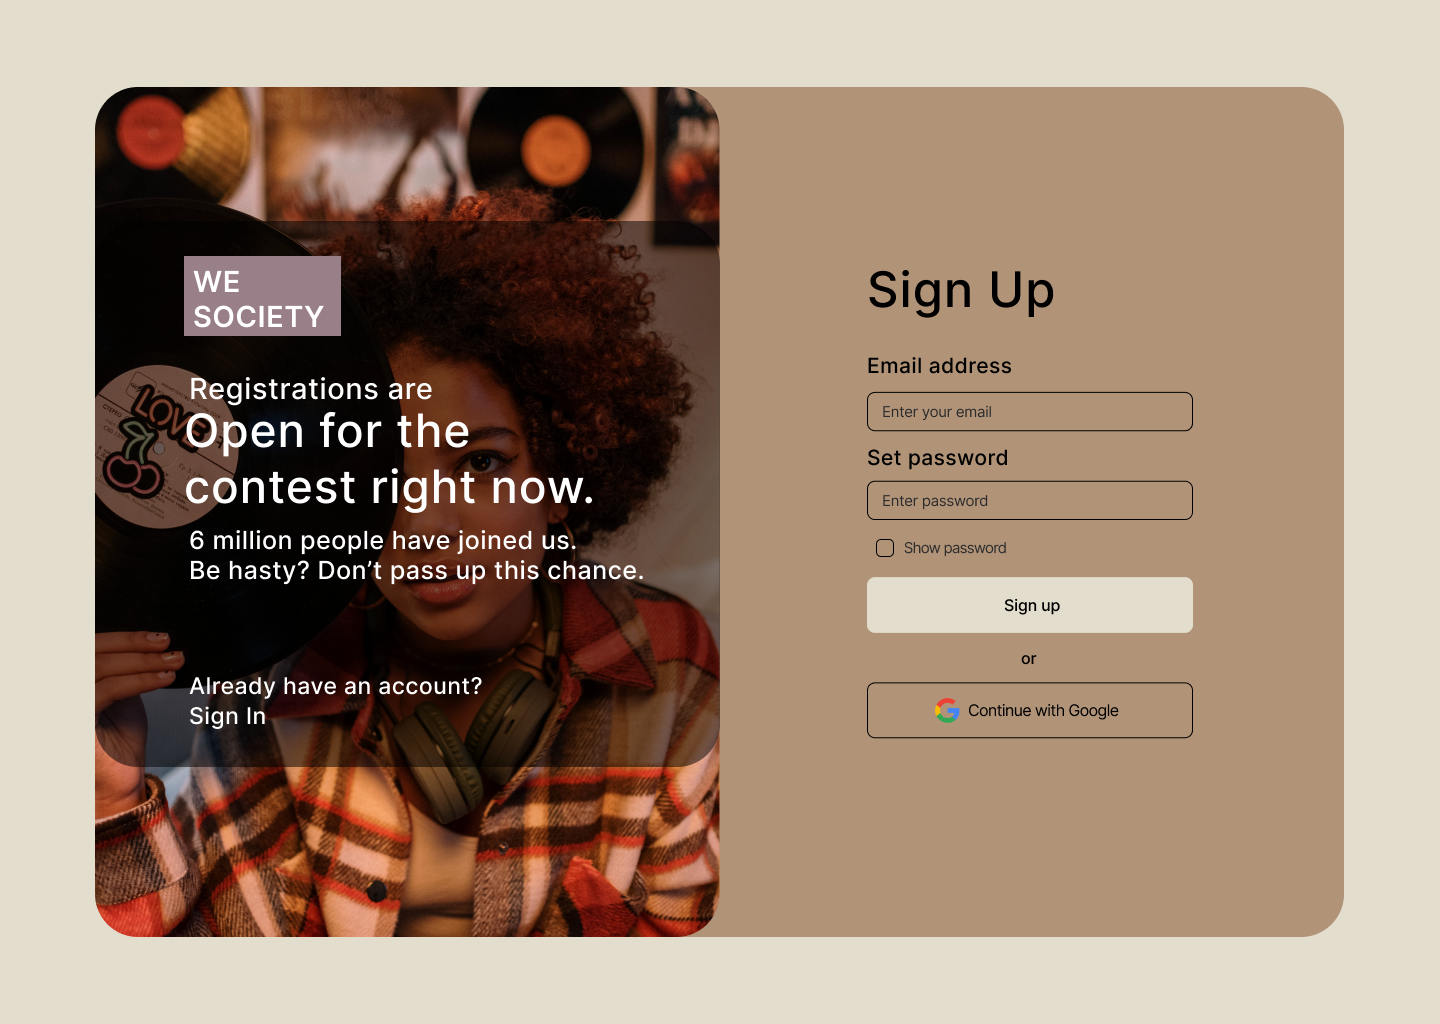 WE
SOCIETY
Registrations are
Open for the
contest right now.
6 million people have joined us.
Be hasty? Don’t pass up this chance.
Already have an account?
Sign In
LOVE
Sign Up
Email address
Enter your email
Set password
Enter password
Show password
Sign up
or
Continue with Google